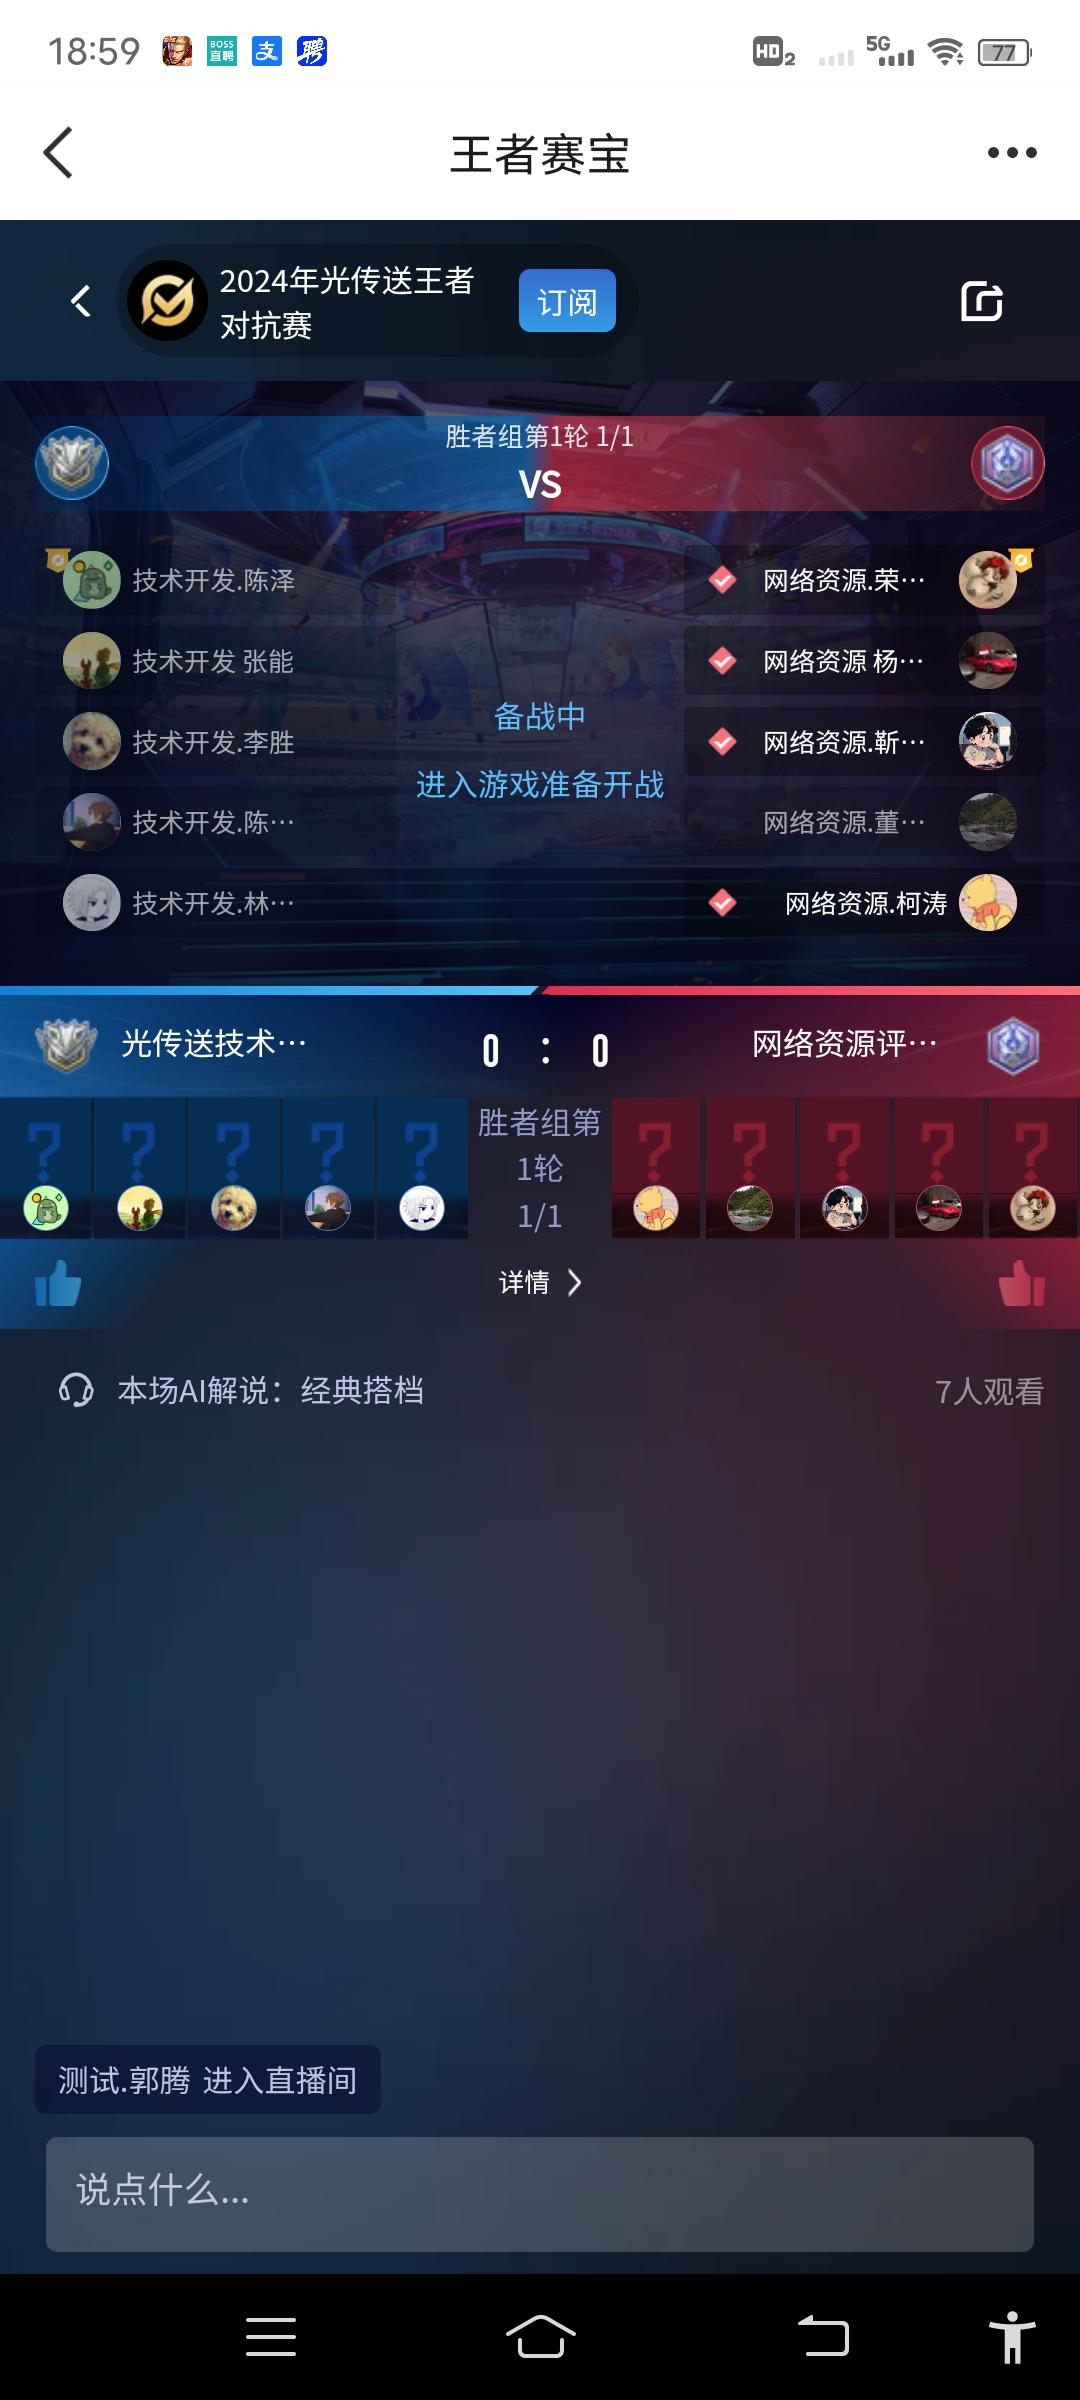 18:59
BOSS
直聘
支
聘
HD2
5G
77
王者赛宝
2024年光传送王者
对抗赛
订阅
胜者组第1轮 1/1
VS
技术开发.陈泽
网络资源.荣…
技术开发 张能
网络资源 杨…
技术开发.李胜
网络资源.靳…
备战中
进入游戏准备开战
技术开发.陈…
网络资源.董…
技术开发.林…
网络资源.柯涛
光传送技术…
0 : 0
网络资源评…
胜者组第
1轮
1/1
详情
本场AI解说：经典搭档
7人观看
测试.郭腾 进入直播间
说点什么...